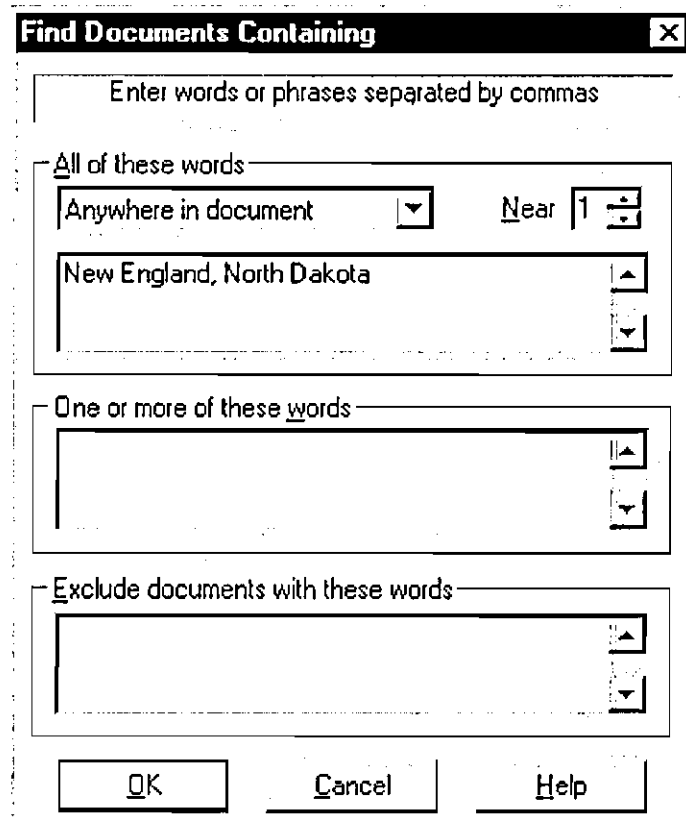 Find Documents Containing
Enter words or phrases separated by commas
All of these words
Anywhere in document
Near 1
New England, North Dakota
One or more of these words
Exclude documents with these words
OK Cancel Help